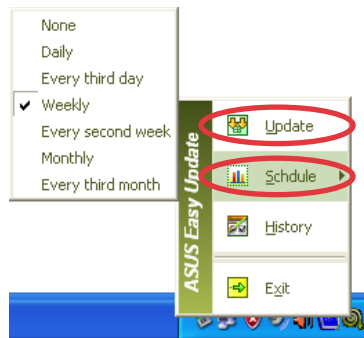 None
Daily
Every third day
Weekly
Every second week
Monthly
Every third month
ASUS Easy Update
Update
Schdule
History
Exit